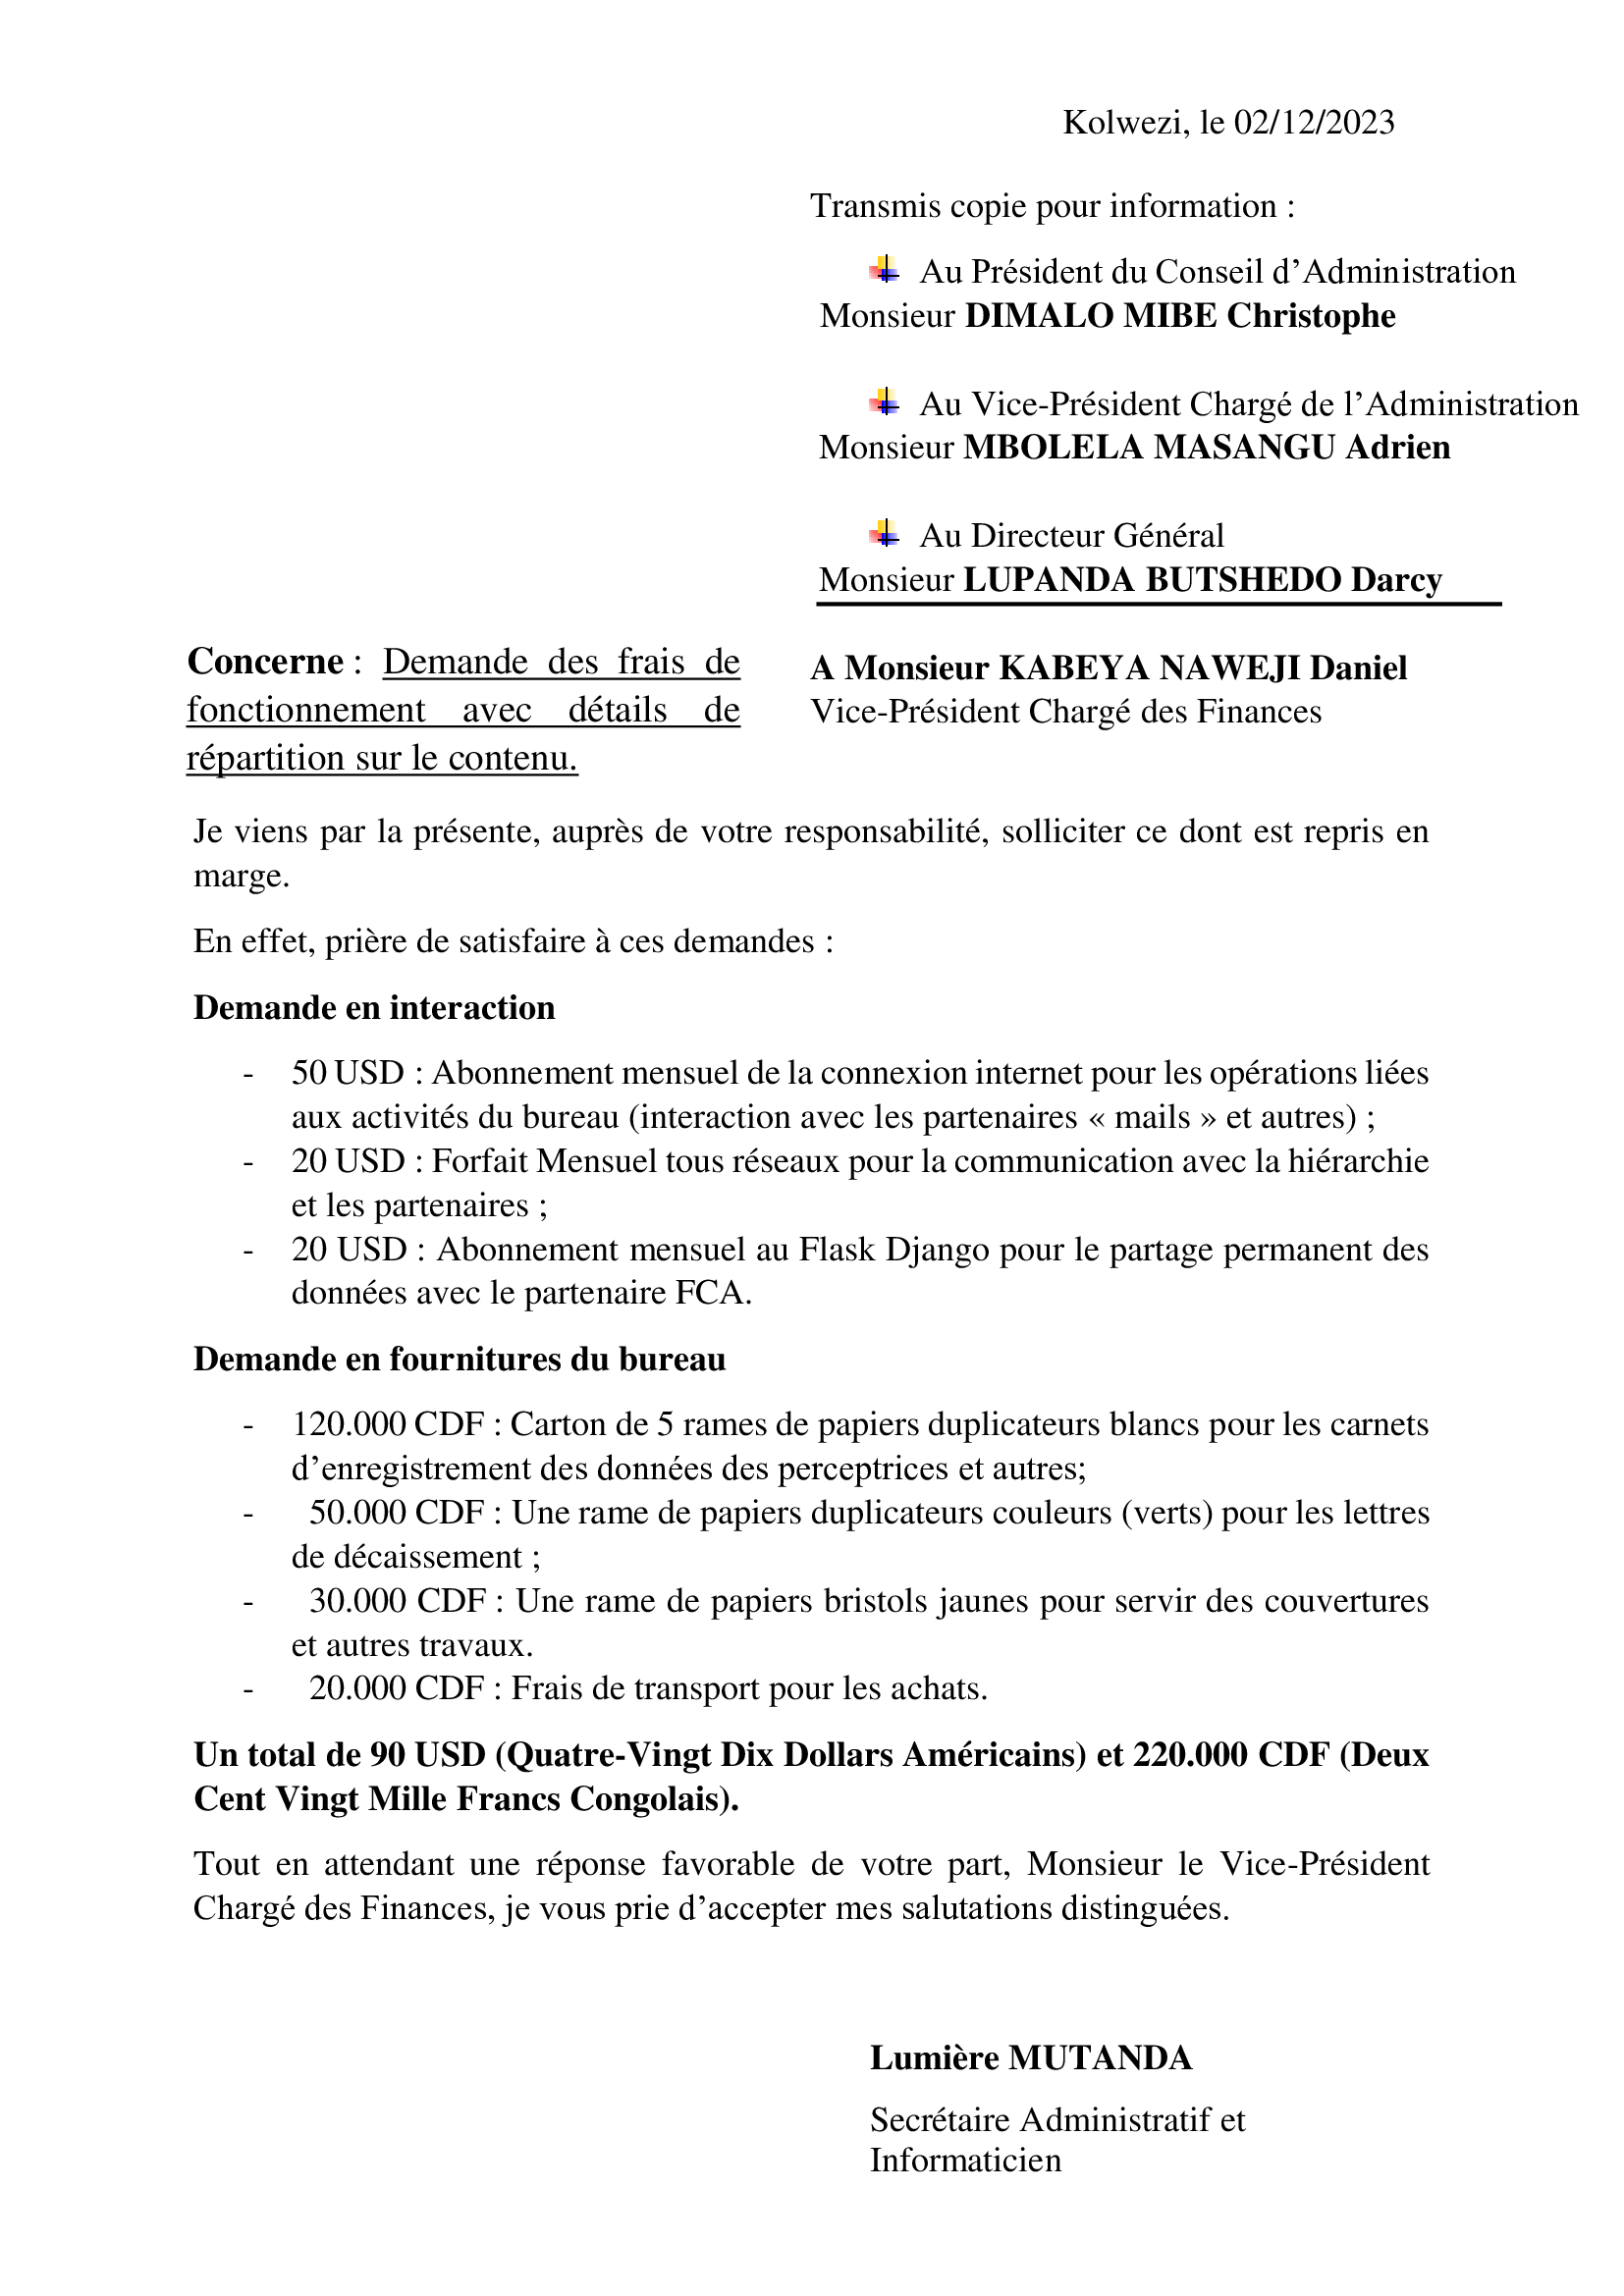 Kolwezi, le 02/12/2023
Transmis copie pour information :
Au Président du Conseil d’Administration
Monsieur DIMALO MIBE Christophe
Au Vice-Président Chargé de l’Administration
Monsieur MBOLELA MASANGU Adrien
Au Directeur Général
Monsieur LUPANDA BUTSHEDO Darcy
Concerne : Demande des frais de
fonctionnement avec détails de
répartition sur le contenu.
A Monsieur KABEYA NAWEJI Daniel
Vice-Président Chargé des Finances
Je viens par la présente, auprès de votre responsabilité, solliciter ce dont est repris en
marge.
En effet, prière de satisfaire à ces demandes :
Demande en interaction
- 50 USD : Abonnement mensuel de la connexion internet pour les opérations liées
aux activités du bureau (interaction avec les partenaires « mails » et autres) ;
- 20 USD : Forfait Mensuel tous réseaux pour la communication avec la hiérarchie
et les partenaires ;
- 20 USD : Abonnement mensuel au Flask Django pour le partage permanent des
données avec le partenaire FCA.
Demande en fournitures du bureau
- 120.000 CDF : Carton de 5 rames de papiers duplicateurs blancs pour les carnets
d’enregistrement des données des perceptrices et autres;
- 50.000 CDF : Une rame de papiers duplicateurs couleurs (verts) pour les lettres
de décaissement ;
- 30.000 CDF : Une rame de papiers bristols jaunes pour servir des couvertures
et autres travaux.
- 20.000 CDF : Frais de transport pour les achats.
Un total de 90 USD (Quatre-Vingt Dix Dollars Américains) et 220.000 CDF (Deux
Cent Vingt Mille Francs Congolais).
Tout en attendant une réponse favorable de votre part, Monsieur le Vice-Président
Chargé des Finances, je vous prie d’accepter mes salutations distinguées.
Lumière MUTANDA
Secrétaire Administratif et
Informaticien